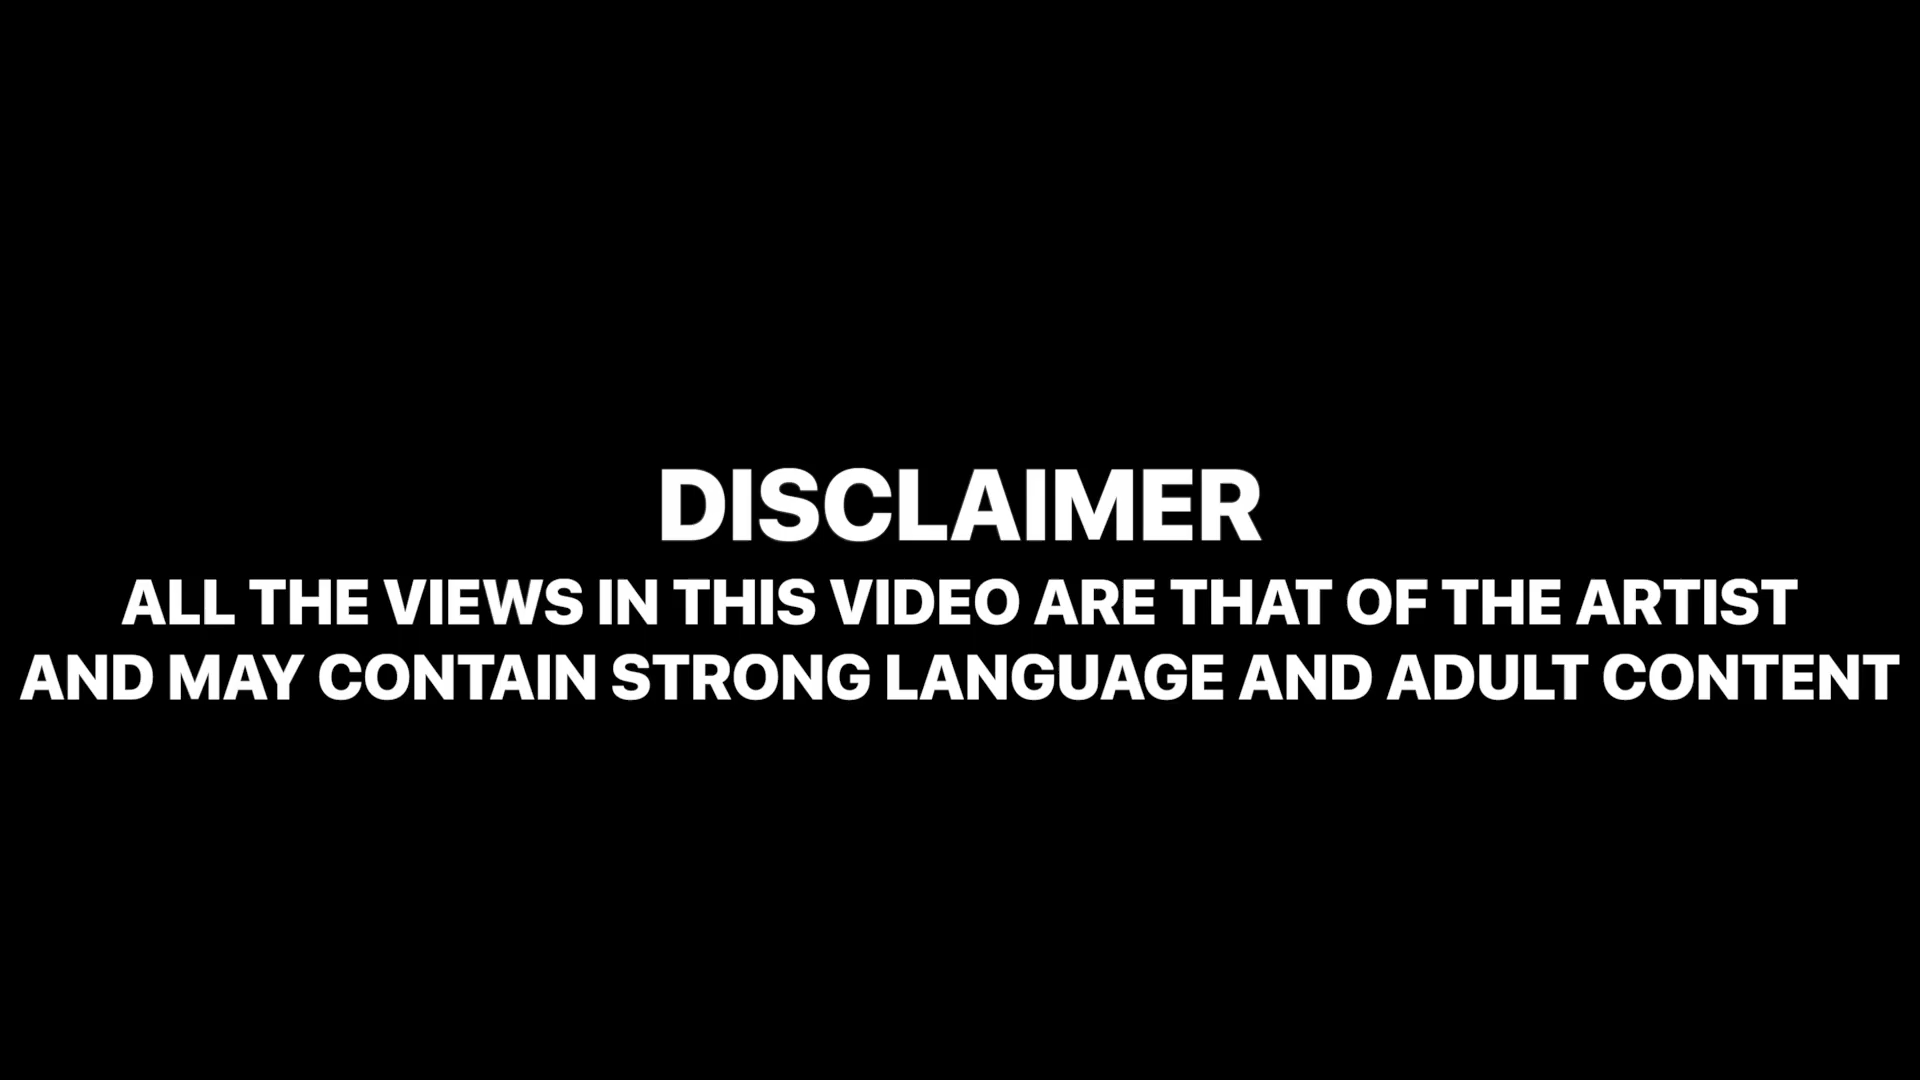 DISCLAIMER
ALL THE VIEWS IN THIS VIDEO ARE THAT OF THE ARTIST
AND MAY CONTAIN STRONG LANGUAGE AND ADULT CONTENT